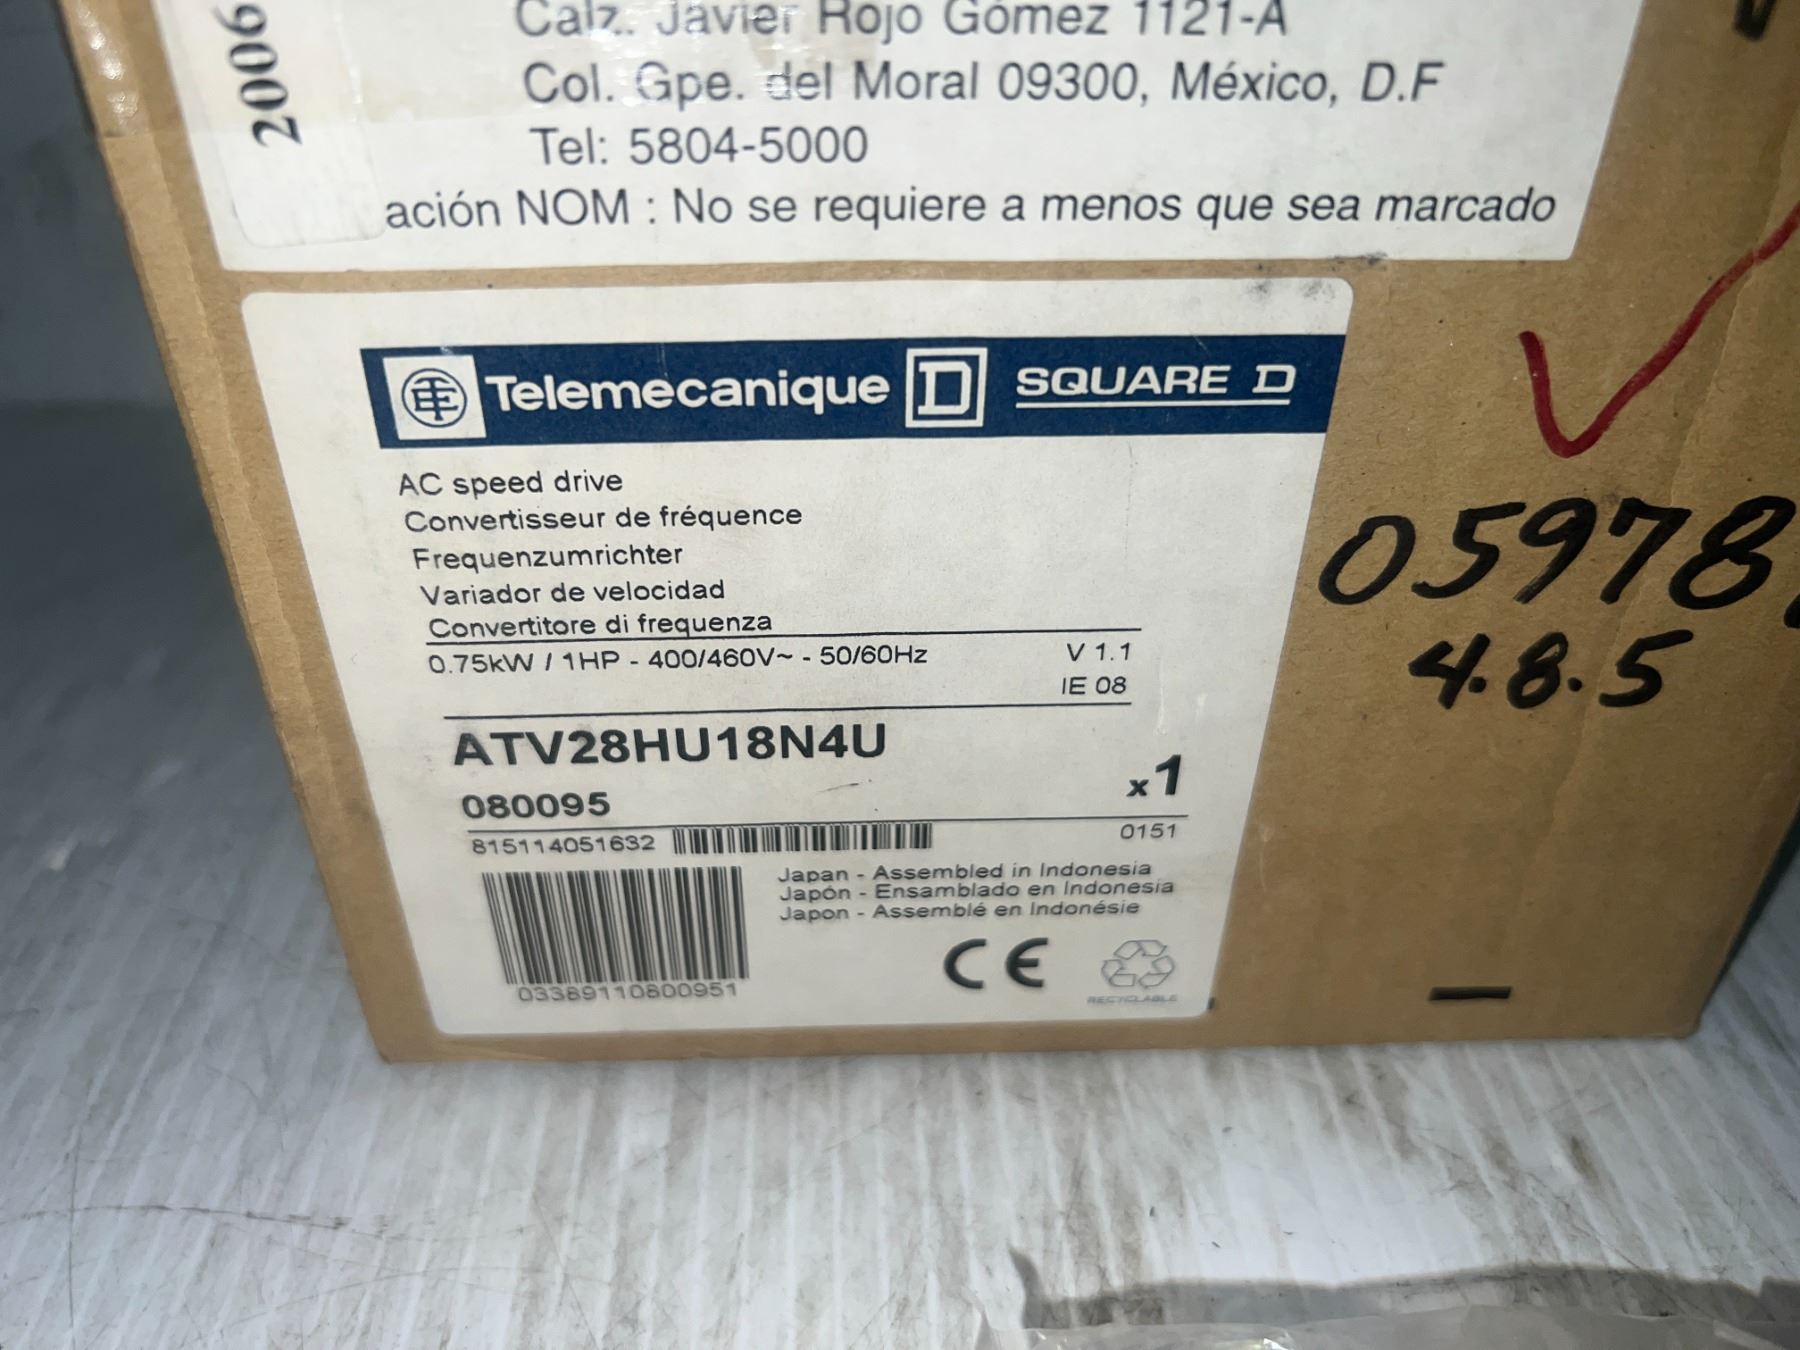 2006
Calz. Javier Rojo Gómez 1121-A
Col. Gpe. del Moral 09300, México, D.F
Tel: 5804-5000
ación NOM : No se requiere a menos que sea marcado
Telemecanique D SQUARE D
AC speed drive
Convertisseur de fréquence
Frequenzumrichter
Variador de velocidad
Convertitore di frequenza
0.75kW / 1HP - 400/460V~ - 50/60Hz V 1.1
IE 08
ATV28HU18N4U
080095 x1
815114051632 0151
Japan - Assembled in Indonesia
Japón - Ensamblado en Indonesia
Japon - Assemblé en Indonésie
03389110800951
CE
RECYCLABLE
05978
4.8.5